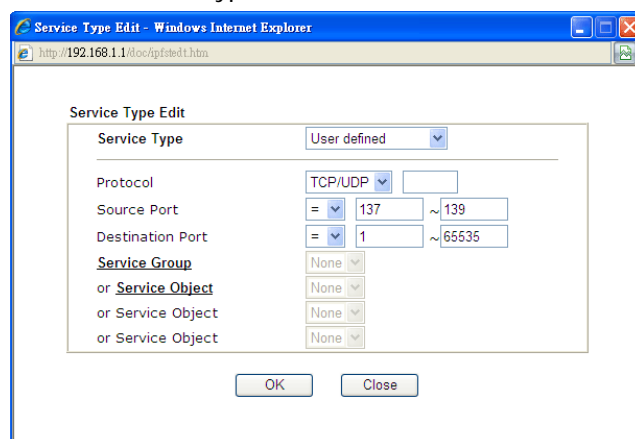 Service Type Edit - Windows Internet Explorer
http://192.168.1.1/doc/ipfstedt.htm
Service Type Edit
Service Type User defined
Protocol TCP/UDP
Source Port = 137 ~ 139
Destination Port = 1 ~ 65535
Service Group None
or Service Object None
or Service Object None
or Service Object None
OK Close